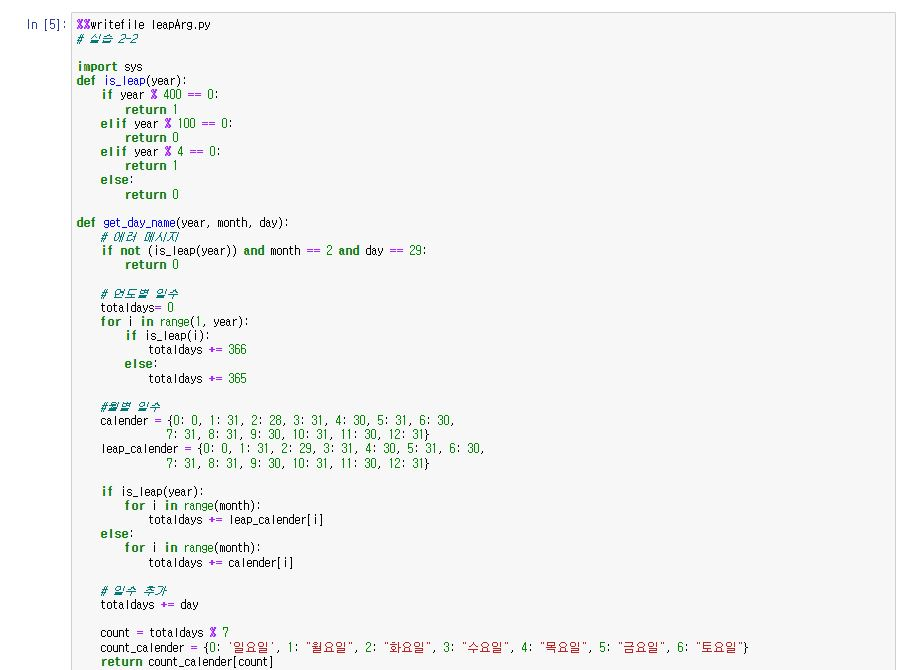 In [5]: %%writefile leapArg.py
# 실습 2-2
import sys
def is_leap(year):
    if year % 400 == 0:
        return 1
    elif year % 100 == 0:
        return 0
    elif year % 4 == 0:
        return 1
    else:
        return 0
def get_day_name(year, month, day):
    # 에러 메시지
    if not (is_leap(year)) and month == 2 and day == 29:
        return 0
    # 연도별 일수
    totaldays= 0
    for i in range(1, year):
        if is_leap(i):
            totaldays += 366
        else:
            totaldays += 365
    #월별 일수
    calender = {0: 0, 1: 31, 2: 28, 3: 31, 4: 30, 5: 31, 6: 30,
               7: 31, 8: 31, 9: 30, 10: 31, 11: 30, 12: 31}
    leap_calender = {0: 0, 1: 31, 2: 29, 3: 31, 4: 30, 5: 31, 6: 30,
               7: 31, 8: 31, 9: 30, 10: 31, 11: 30, 12: 31}
    if is_leap(year):
        for i in range(month):
            totaldays += leap_calender[i]
    else:
        for i in range(month):
            totaldays += calender[i]
    # 일수 추가
    totaldays += day
    count = totaldays % 7
    count_calender = {0: '일요일', 1: "월요일", 2: "화요일", 3: "수요일", 4: "목요일", 5: "금요일", 6: "토요일"}
    return count_calender[count]